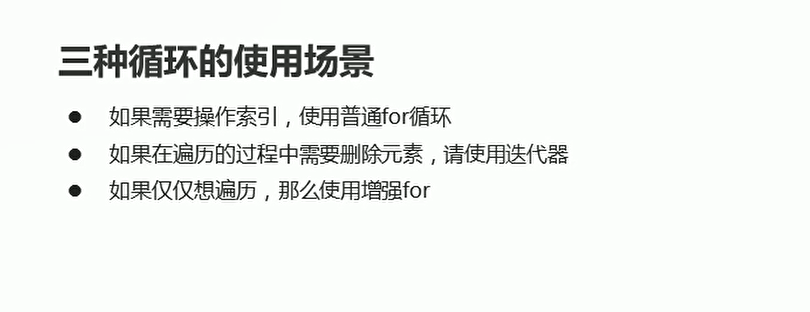 三种循环的使用场景
● 如果需要操作索引，使用普通for循环
● 如果在遍历的过程中需要删除元素，请使用迭代器
● 如果仅仅想遍历，那么使用增强for